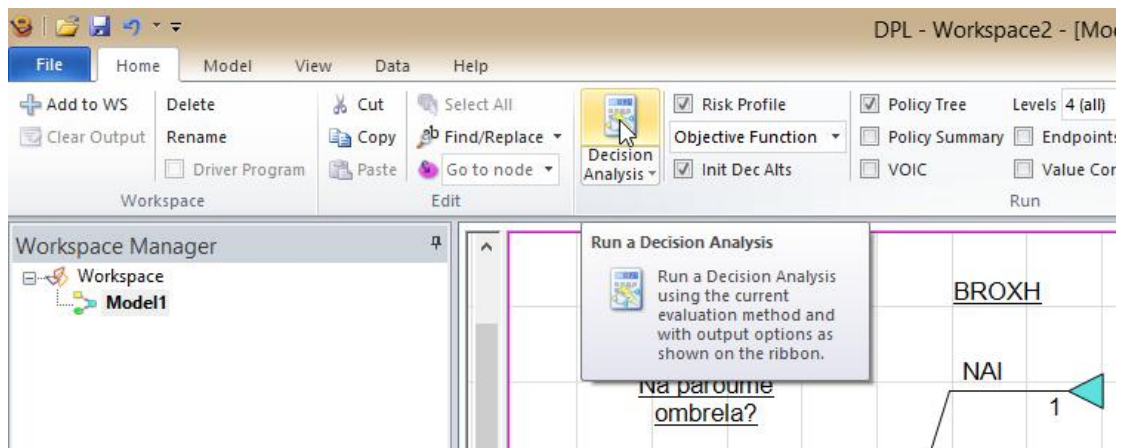 DPL - Workspace2 - [Mo
File Home Model View Data Help
Add to WS Delete Cut Select All Risk Profile Policy Tree Levels 4 (all)
Clear Output Rename Copy Find/Replace Objective Function Policy Summary Endpoints
Driver Program Paste Go to node Decision Analysis Init Dec Alts VOIC Value Cor
Workspace Edit Run
Workspace Manager
Workspace
Model1
Run a Decision Analysis
Run a Decision Analysis
using the current
evaluation method and
with output options as
shown on the ribbon.
BROXH
NAI
1
Na paroume
ombrela?